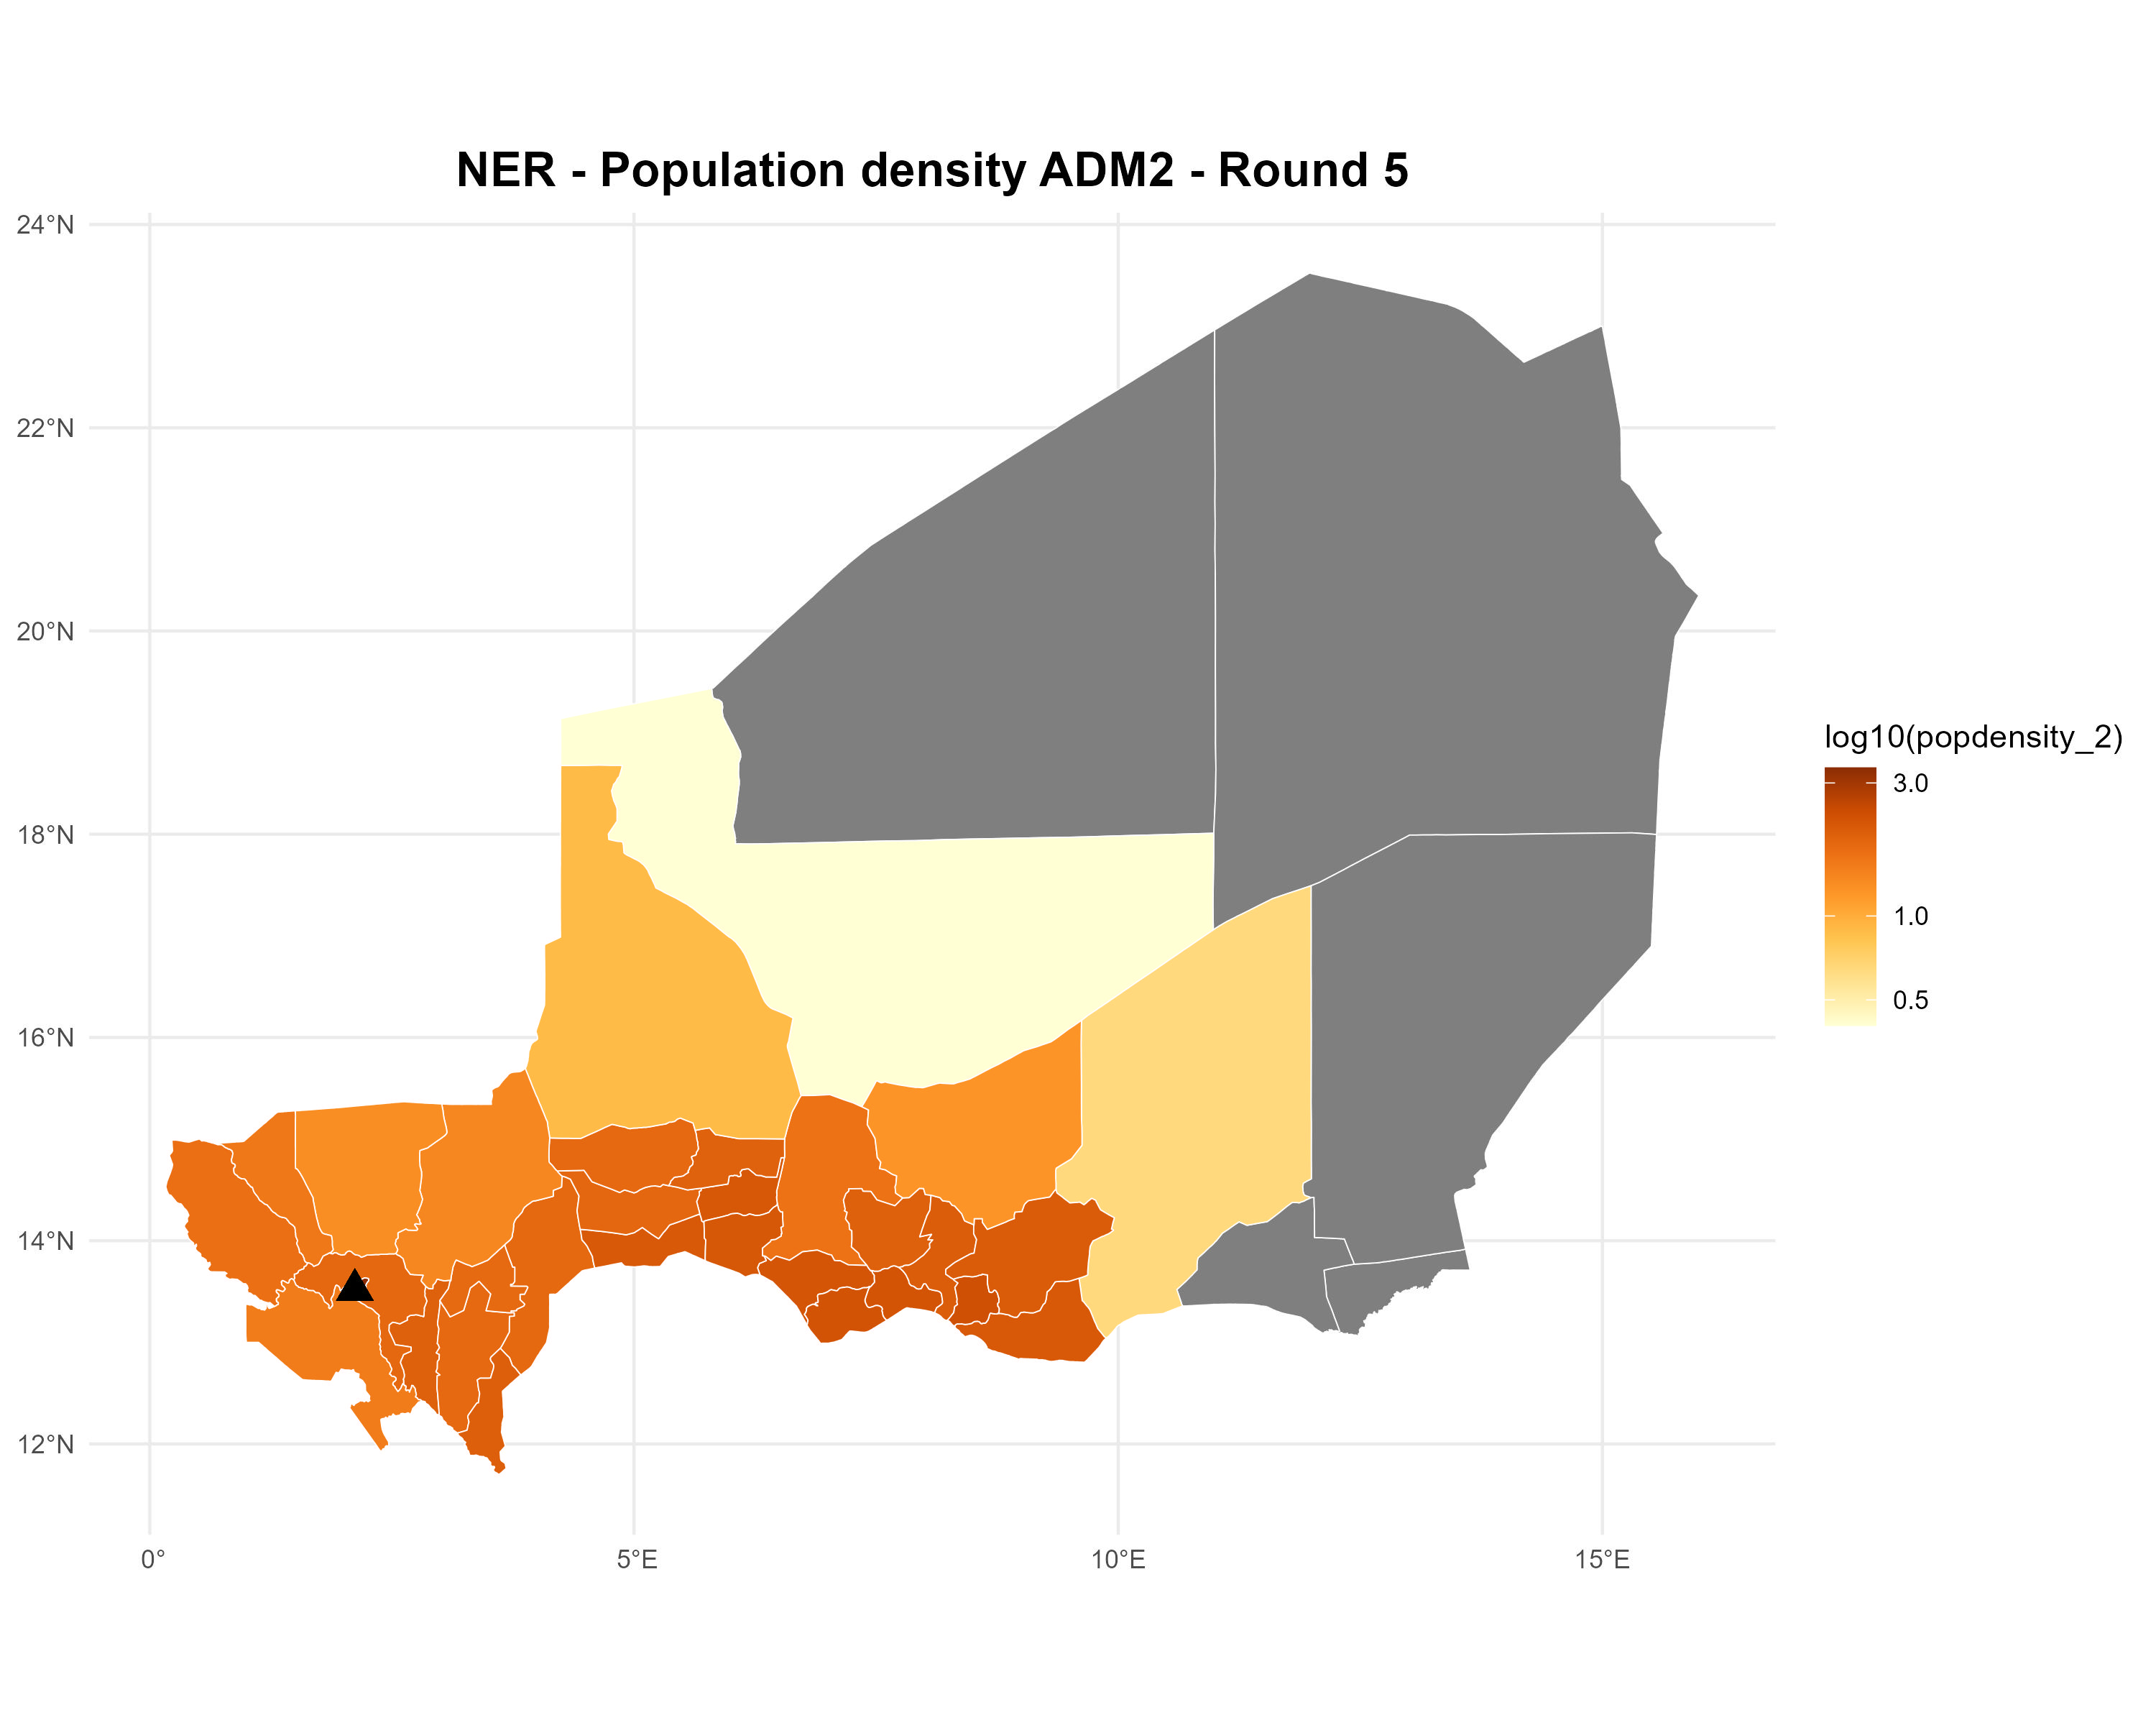 NER - Population density ADM2 - Round 5
24°N
22°N
20°N
18°N
16°N
14°N
12°N
0°
5°E
10°E
15°E
log10(popdensity_2)
3.0
1.0
0.5